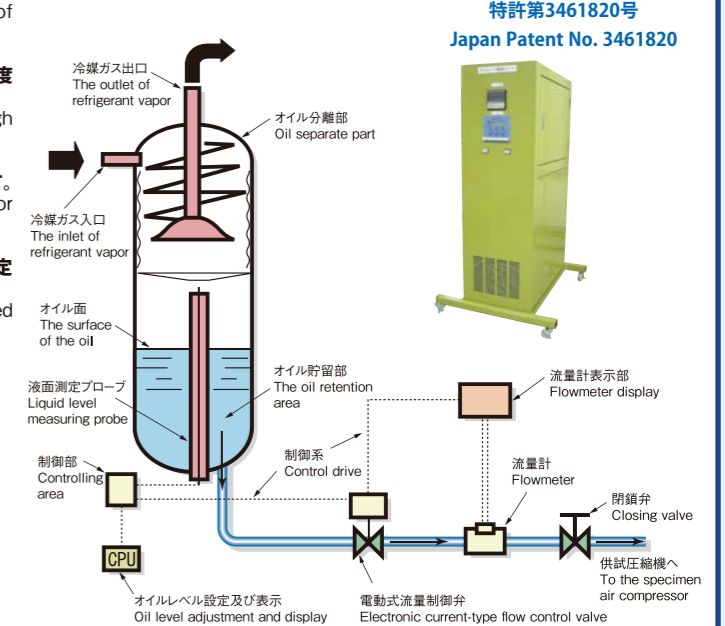 of
度
gh
す。
or
定
ed
特許第3461820号
Japan Patent No. 3461820
冷媒ガス出口
The outlet of
refrigerant vapor
オイル分離部
Oil separate part
冷媒ガス入口
The inlet of
refrigerant vapor
オイル面
The surface
of the oil
液面測定プローブ
Liquid level
measuring probe
オイル貯留部
The oil retention
area
流量計表示部
Flowmeter display
制御部
Controlling
area
制御系
Control drive
流量計
Flowmeter
閉鎖弁
Closing valve
CPU
供試圧縮機へ
To the specimen
air compressor
オイルレベル設定及び表示
Oil level adjustment and display
電動式流量制御弁
Electronic current-type flow control valve